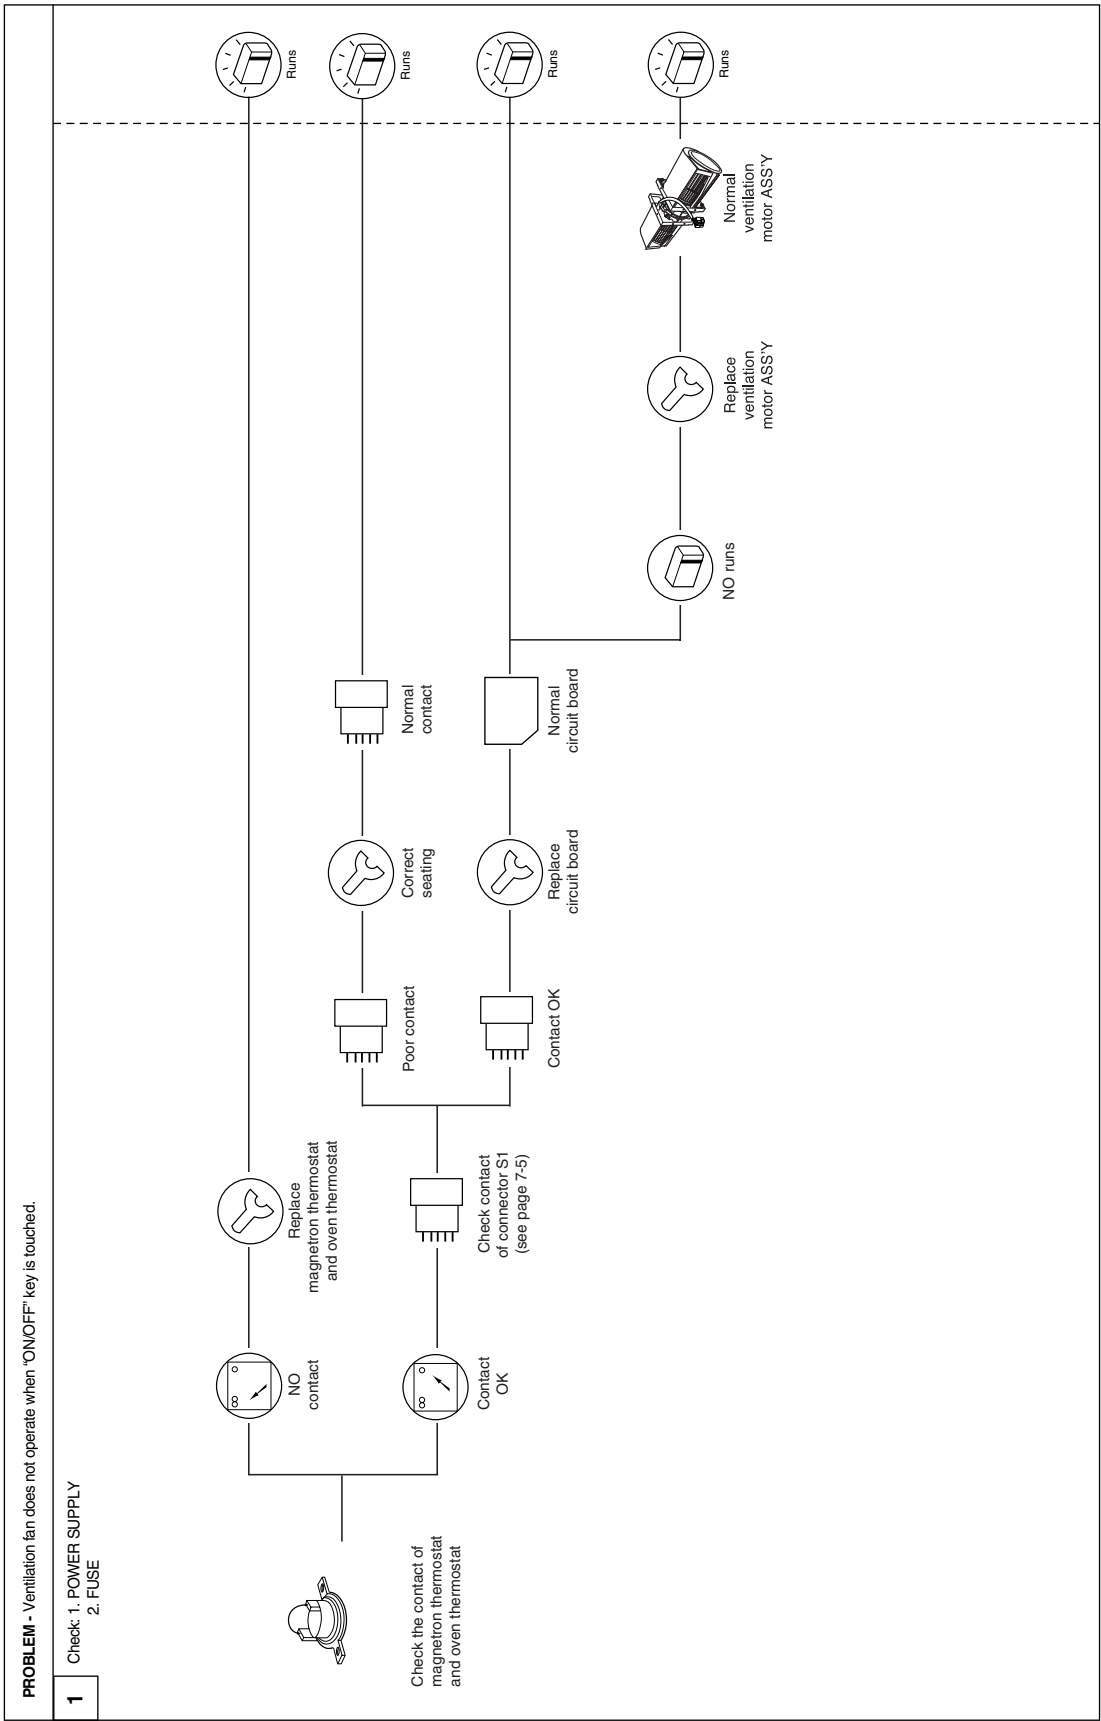 PROBLEM - Ventilation fan does not operate when "ON/OFF" key is touched.
1
Check: 1. POWER SUPPLY
2. FUSE
Check the contact of
magnetron thermostat
and oven thermostat
NO
contact
Replace
magnetron thermostat
and oven thermostat
Runs
Contact
OK
Check contact
of connector S1
(see page 7-5)
Poor contact
Correct
seating
Normal
contact
Runs
Contact OK
Replace
circuit board
Normal
circuit board
Runs
NO runs
Replace
ventilation
motor ASS'Y
Normal
ventilation
motor ASS'Y
Runs